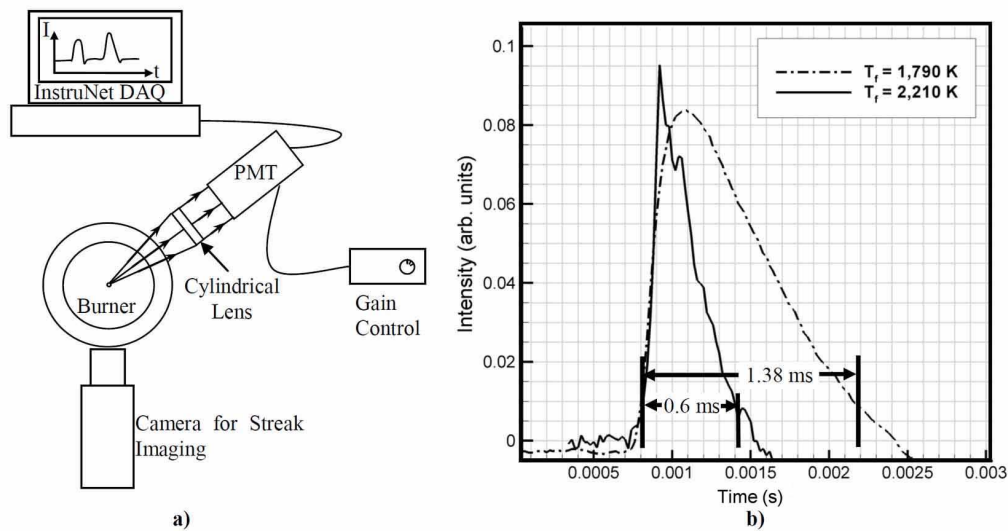 I
t
InstruNet DAQ
PMT
Burner
Cylindrical
Lens
Gain
Control
Camera for Streak
Imaging
a)
0.1
0.08
0.06
0.04
0.02
0
Intensity (arb. units)
T_f = 1,790 K
T_f = 2,210 K
1.38 ms
0.6 ms
0.0005 0.001 0.0015 0.002 0.0025 0.003
Time (s)
b)